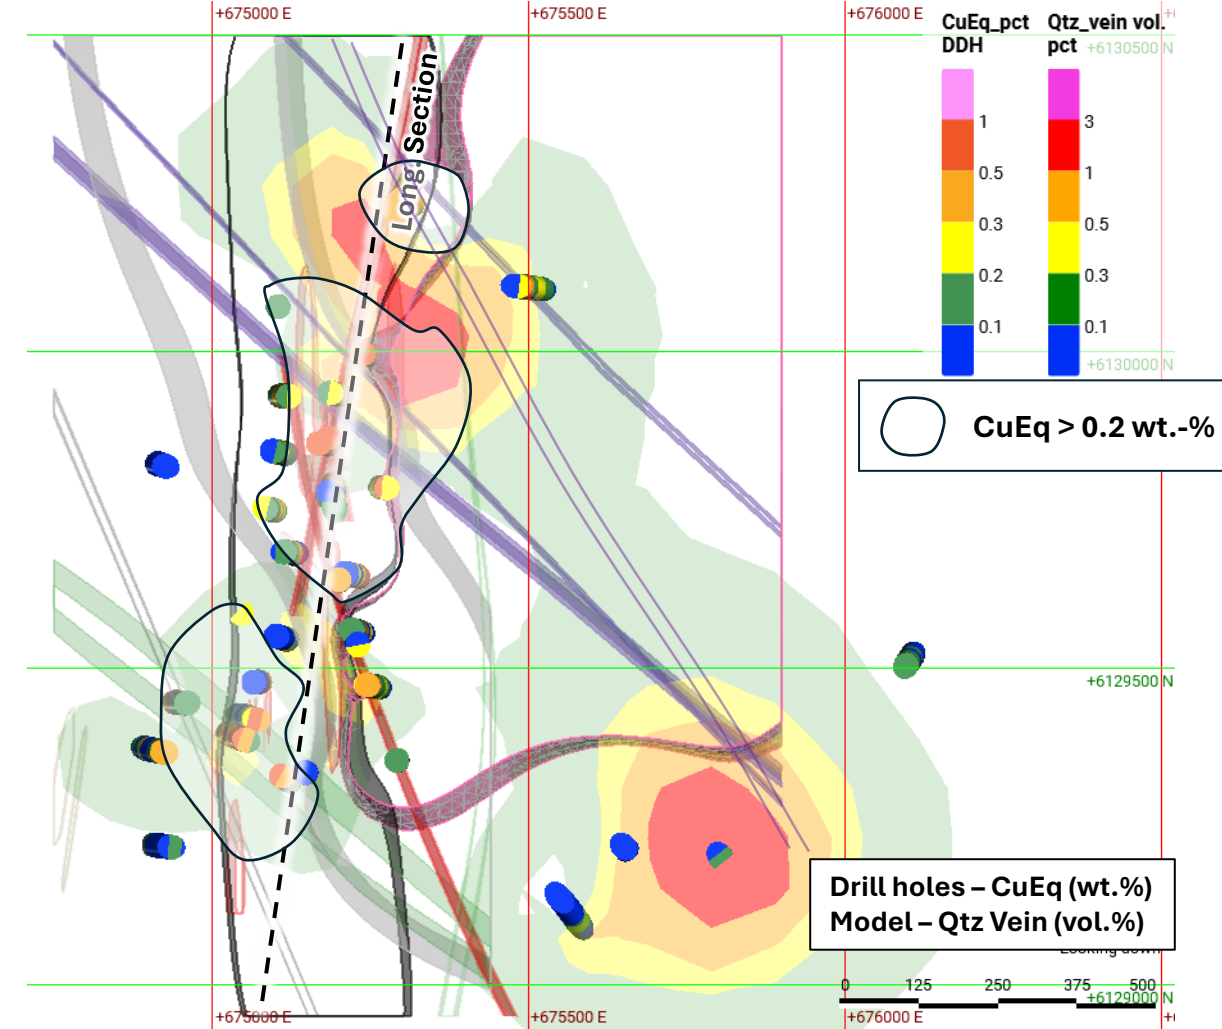 +675000 E
+675500 E
+676000 E
CuEq_pct
DDH
Qtz_vein vol.
pct
+6130500 N
1
0.5
0.3
0.2
0.1
3
1
0.5
0.3
0.1
Long. Section
+6130000 N
CuEq > 0.2 wt.-%
+6129500 N
Drill holes – CuEq (wt.%)
Model – Qtz Vein (vol.%)
Looking down
0 125 250 375 500
+6129000 N
+675000 E
+675500 E
+676000 E